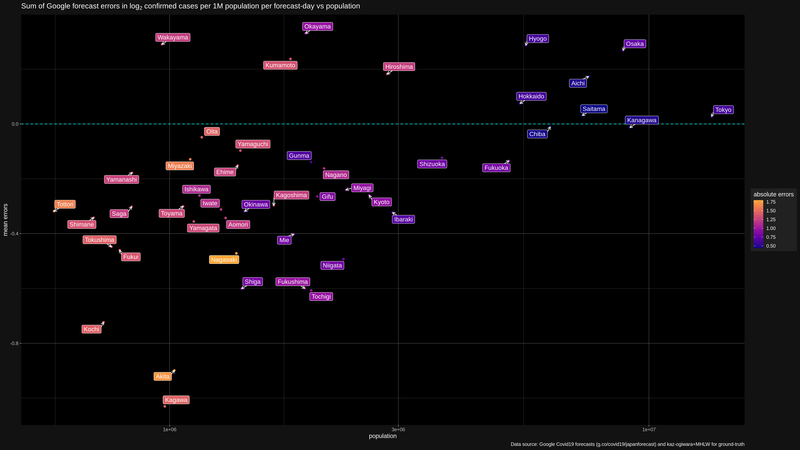 Sum of Google forecast errors in log2 confirmed cases per 1M population per forecast-day vs population
Okayama
Wakayama
Hyogo
Osaka
Kumamoto
Hiroshima
Aichi
Hokkaido
Saitama
Tokyo
Kanagawa
0.0
Oita
Chiba
Yamaguchi
Gunma
Miyazaki
Shizuoka
Fukuoka
Ehime
Nagano
Yamanashi
Ishikawa
Miyagi
Kagoshima
Gifu
Tottori
Iwate
Okinawa
Kyoto
Saga
Toyama
Ibaraki
Shimane
Aomori
Yamagata
-0.4
Tokushima
Mie
Fukui
Nagasaki
Niigata
Shiga
Fukushima
Tochigi
Kochi
-0.8
Akita
Kagawa
mean errors
1e+06
3e+06
1e+07
population
absolute errors
1.75
1.50
1.25
1.00
0.75
0.50
Data source: Google Covid19 forecasts (g.co/covid19/japanforecast) and kaz-ogiwara+MHLW for ground-truth